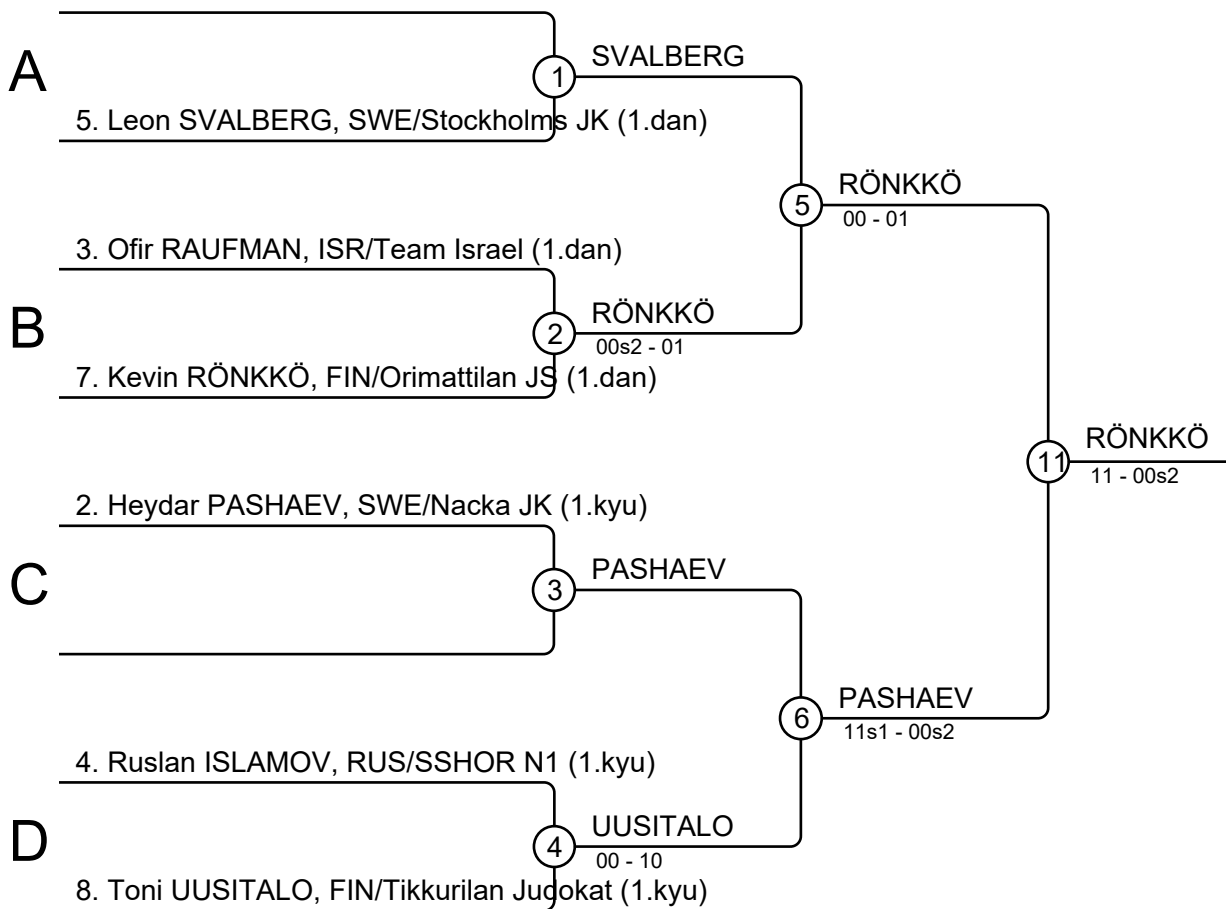 SVALBERG
A
1
5. Leon SVALBERG, SWE/Stockholms JK (1.dan)
RÖNKKÖ
5
00 - 01
3. Ofir RAUFMAN, ISR/Team Israel (1.dan)
B
RÖNKKÖ
2
00s2 - 01
7. Kevin RÖNKKÖ, FIN/Orimattilan JS (1.dan)
RÖNKKÖ
11
11 - 00s2
2. Heydar PASHAEV, SWE/Nacka JK (1.kyu)
C
PASHAEV
3
PASHAEV
6
11s1 - 00s2
4. Ruslan ISLAMOV, RUS/SSHOR N1 (1.kyu)
D
UUSITALO
4
00 - 10
8. Toni UUSITALO, FIN/Tikkurilan Judokat (1.kyu)